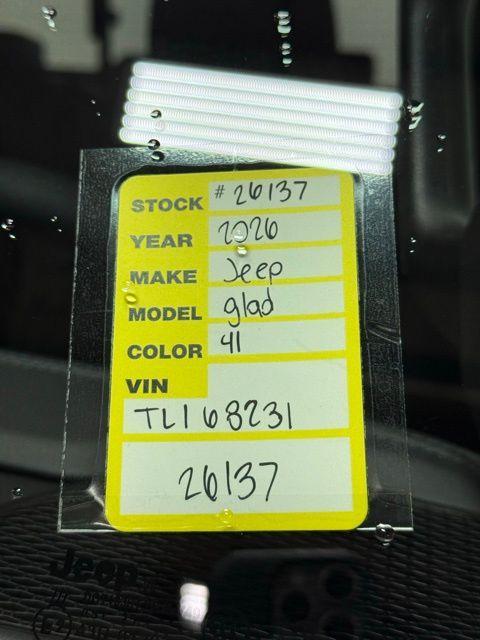 STOCK # 26137
YEAR 2026
MAKE Jeep
MODEL glad
COLOR 41
VIN
TL168231
26137
Jeep